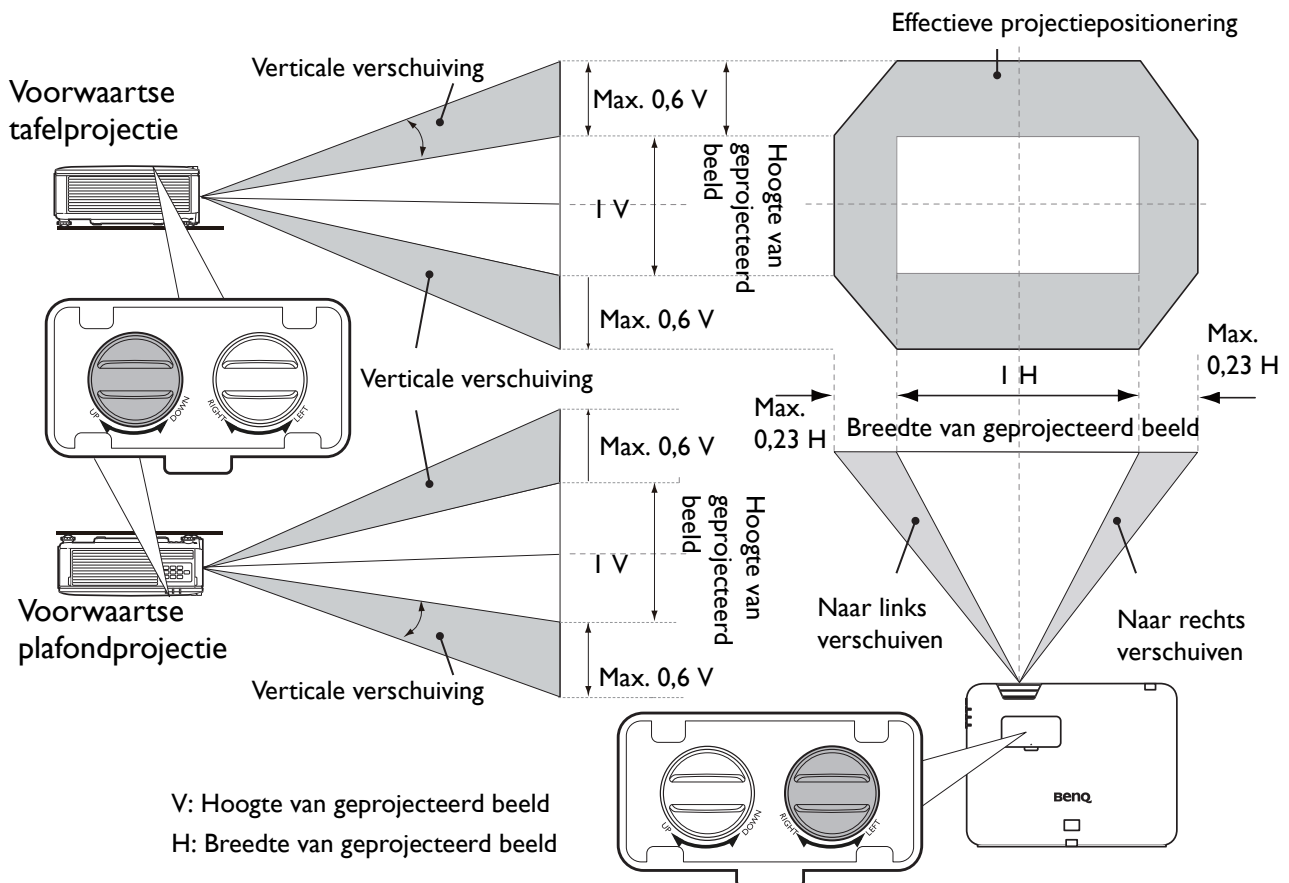 Effectieve projectiepositionering
Verticale verschuiving
Voorwaartse
tafelprojectie
Max. 0,6 V
Hoogte van
geprojecteerd
beeld
1 V
Max. 0,6 V
UP
DOWN
RIGHT
LEFT
Verticale verschuiving
Max.
0,23 H
1 H
Max.
0,23 H
Breedte van geprojecteerd beeld
Max. 0,6 V
Hoogte van
geprojecteerd
beeld
1 V
Voorwaartse
plafondprojectie
Naar links
verschuiven
Naar rechts
verschuiven
Max. 0,6 V
Verticale verschuiving
V: Hoogte van geprojecteerd beeld
H: Breedte van geprojecteerd beeld
UP
DOWN
RIGHT
LEFT
BenQ